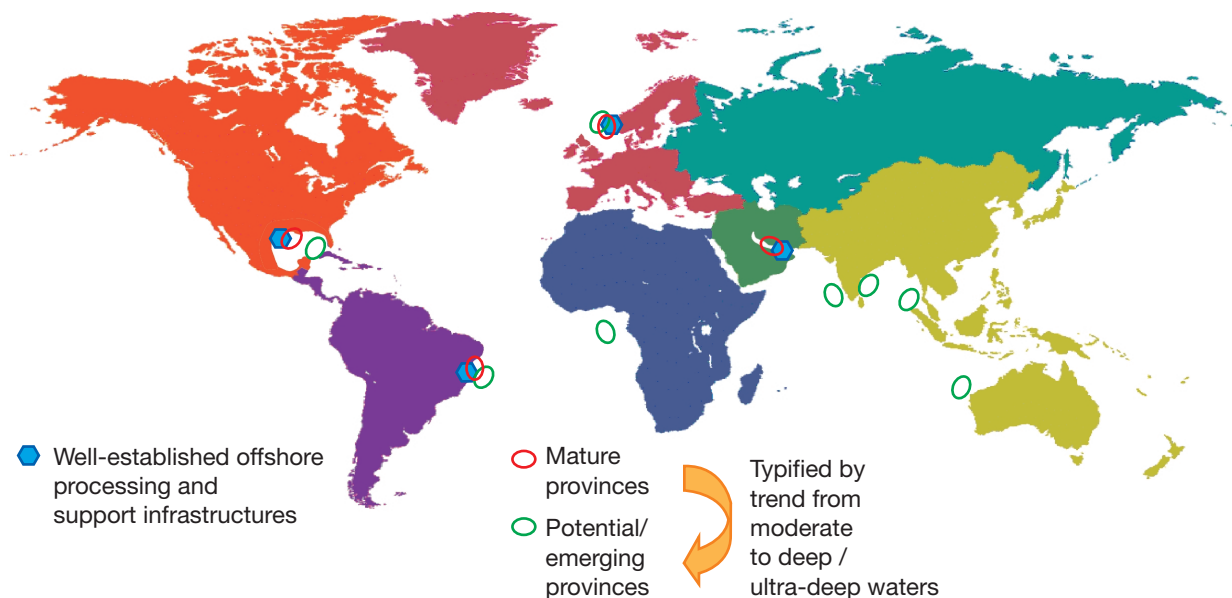 Well-established offshore
processing and
support infrastructures
Mature
provinces
Potential/
emerging
provinces
Typified by
trend from
moderate
to deep /
ultra-deep waters